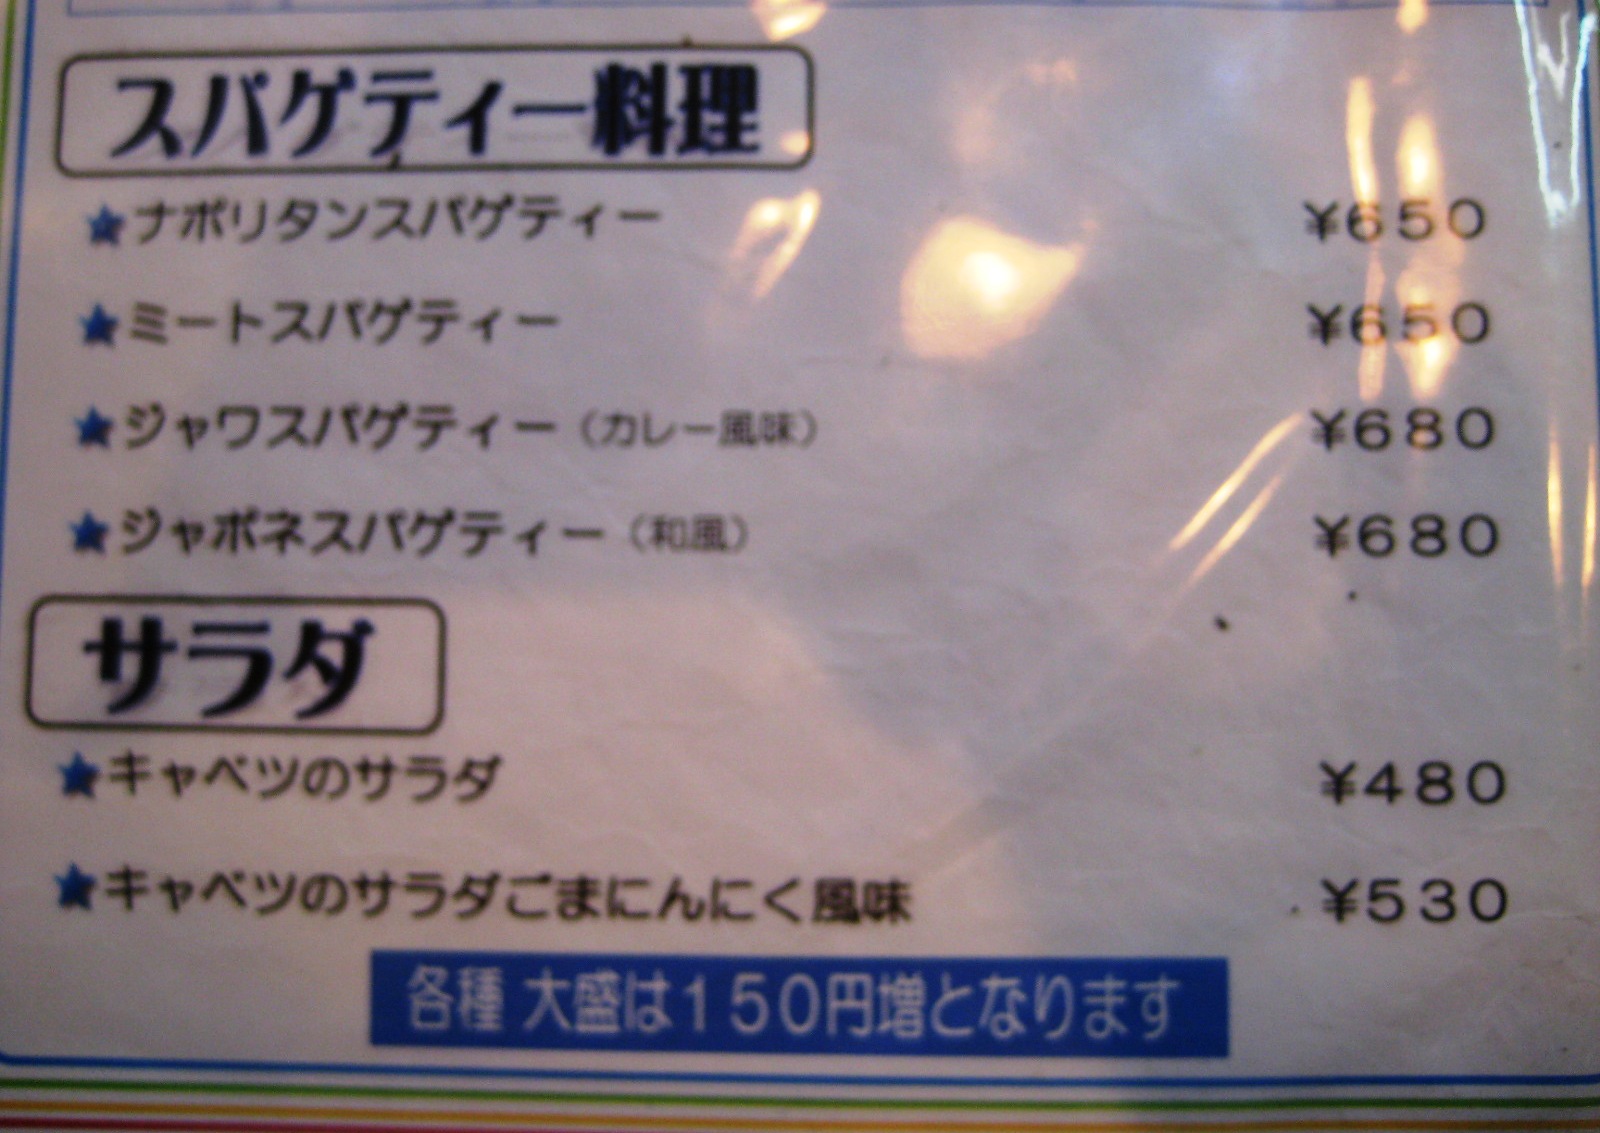 スパゲティー料理
★ナポリタンスパゲティー ¥650
★ミートスパゲティー ¥650
★ジャワスパゲティー（カレー風味） ¥680
★ジャポネスパゲティー（和風） ¥680
サラダ
★キャベツのサラダ ¥480
★キャベツのサラダごまにんにく風味 ¥530
各種 大盛は150円増となります